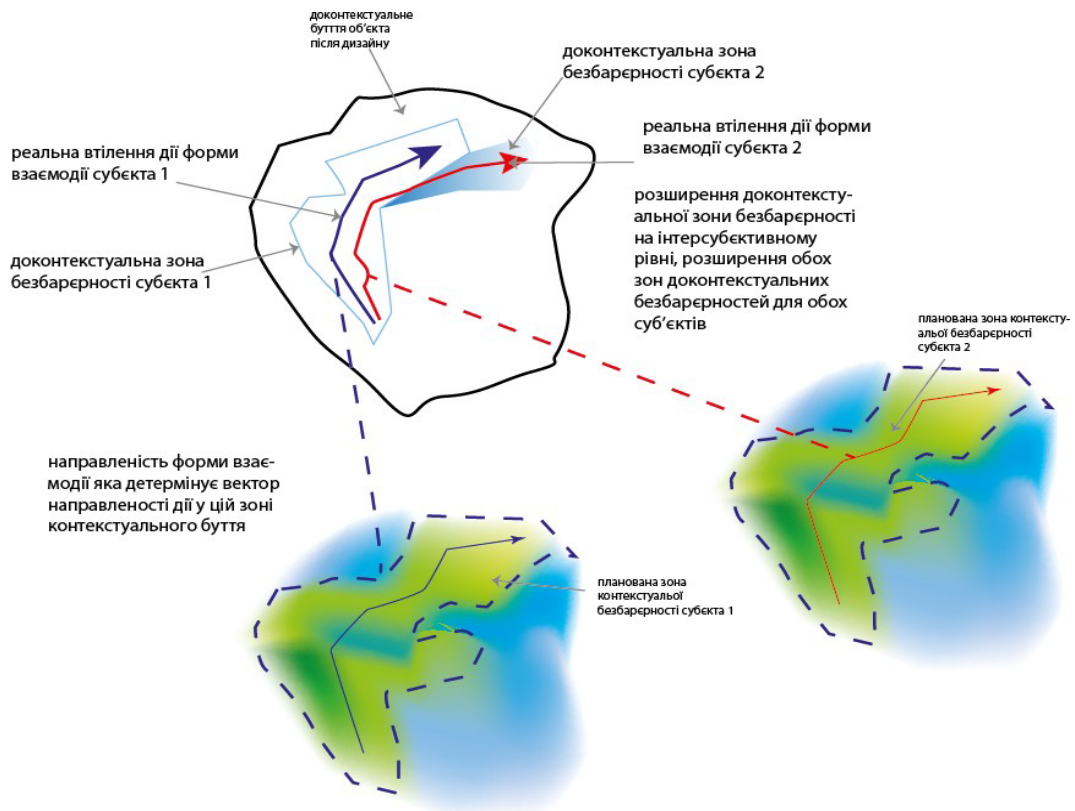 доконтекстуальне
бутття об'єкта
після дизайну
доконтекстуальна зона
безбарєрності субєкта 2
реальна втілення дії форми
взаємодії субєкта 2
реальна втілення дії форми
взаємодії субєкта 1
розширення доконтексту-
альної зони безбарєрності
на інтерсубєктивному
рівні, розширення обох
зон доконтекстуальних
безбарєрностей для обох
суб'єктів
доконтекстуальна зона
безбарєрності субєкта 1
планована зона контексту-
альої безбарєрності
субєкта 2
направленість форми взає-
модії яка детермінує вектор
направленості дії у цій зоні
контекстуального буття
планована зона
контекстуальої
безбарєрності субєкта 1